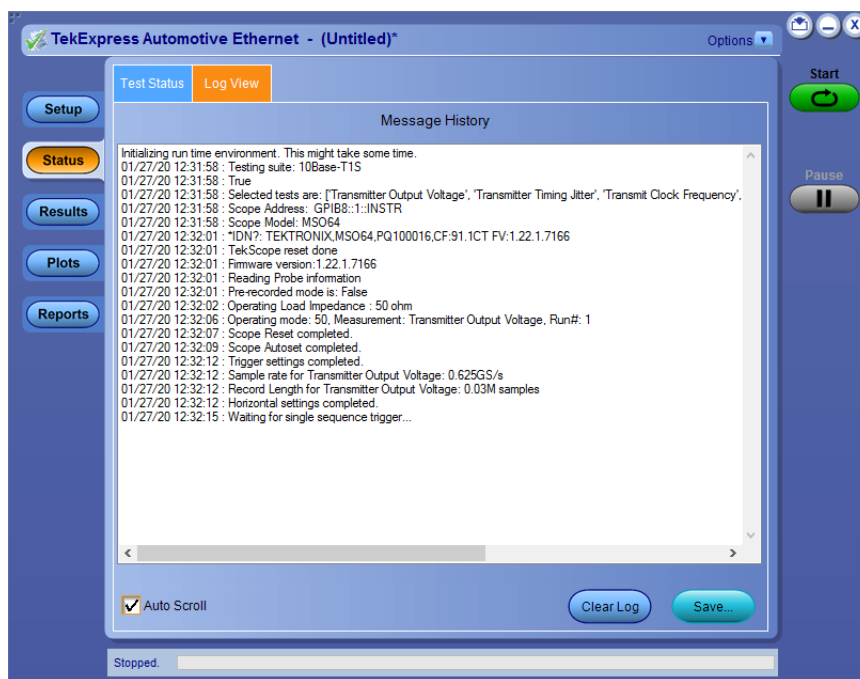 TekExpress Automotive Ethernet - (Untitled)*
Options
Start
Pause
Setup
Status
Results
Plots
Reports
Test Status
Log View
Message History
Initializing run time environment. This might take some time.
01/27/20 12:31:58 : Testing suite: 10Base-T1S
01/27/20 12:31:58 : True
01/27/20 12:31:58 : Selected tests are: ['Transmitter Output Voltage', 'Transmitter Timing Jitter', 'Transmit Clock Frequency',
01/27/20 12:31:58 : Scope Address: GPIB8::1::INSTR
01/27/20 12:31:58 : Scope Model: MSO64
01/27/20 12:32:01 : *IDN?: TEKTRONIX,MSO64,PQ100016,CF:91.1CT FV:1.22.1.7166
01/27/20 12:32:01 : TekScope reset done
01/27/20 12:32:01 : Firmware version:1.22.1.7166
01/27/20 12:32:01 : Reading Probe information
01/27/20 12:32:01 : Pre-recorded mode is: False
01/27/20 12:32:02 : Operating Load Impedance : 50 ohm
01/27/20 12:32:06 : Operating mode: 50, Measurement: Transmitter Output Voltage, Run#: 1
01/27/20 12:32:07 : Scope Reset completed.
01/27/20 12:32:09 : Scope Autoset completed.
01/27/20 12:32:12 : Trigger settings completed.
01/27/20 12:32:12 : Sample rate for Transmitter Output Voltage: 0.625GS/s
01/27/20 12:32:12 : Record Length for Transmitter Output Voltage: 0.03M samples
01/27/20 12:32:12 : Horizontal settings completed.
01/27/20 12:32:15 : Waiting for single sequence trigger...
Auto Scroll
Clear Log
Save...
Stopped.